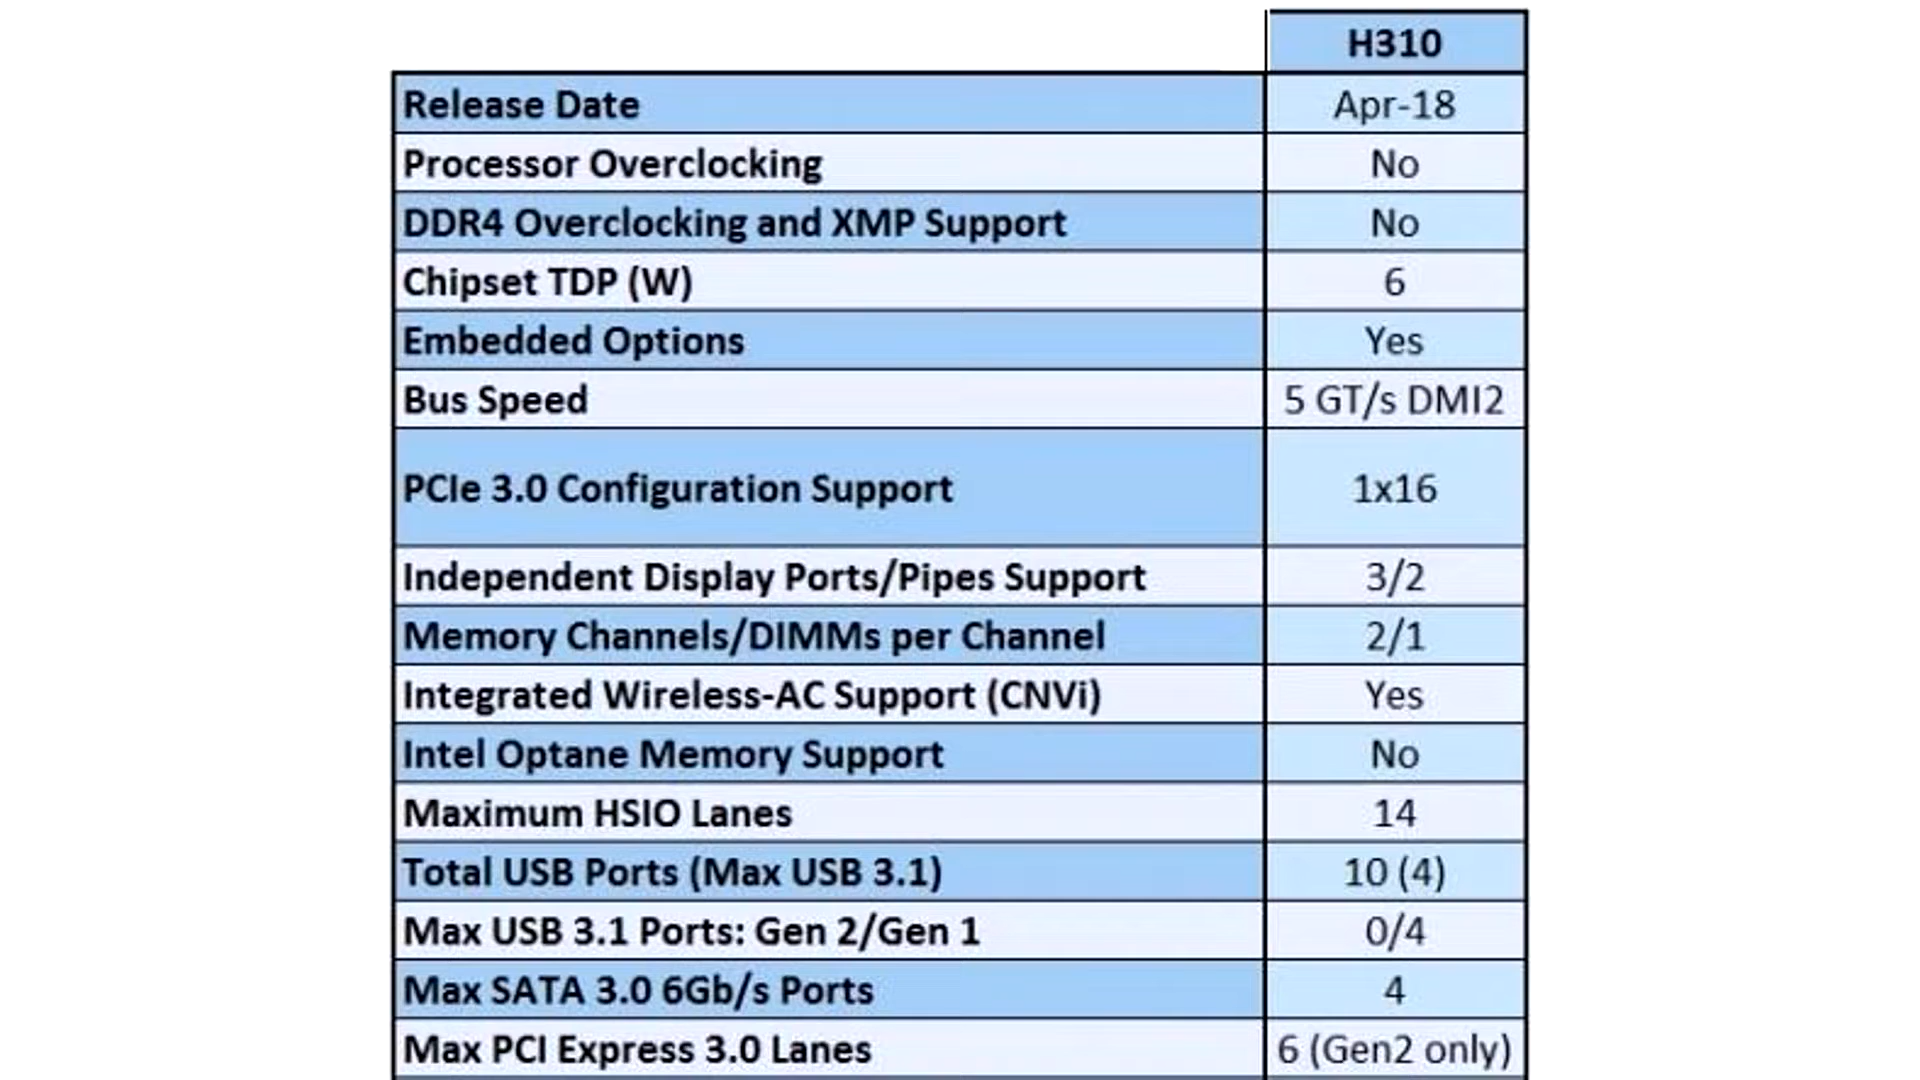 H310
Release Date Apr-18
Processor Overclocking No
DDR4 Overclocking and XMP Support No
Chipset TDP (W) 6
Embedded Options Yes
Bus Speed 5 GT/s DMI2
PCIe 3.0 Configuration Support 1x16
Independent Display Ports/Pipes Support 3/2
Memory Channels/DIMMs per Channel 2/1
Integrated Wireless-AC Support (CNVi) Yes
Intel Optane Memory Support No
Maximum HSIO Lanes 14
Total USB Ports (Max USB 3.1) 10 (4)
Max USB 3.1 Ports: Gen 2/Gen 1 0/4
Max SATA 3.0 6Gb/s Ports 4
Max PCI Express 3.0 Lanes 6 (Gen2 only)